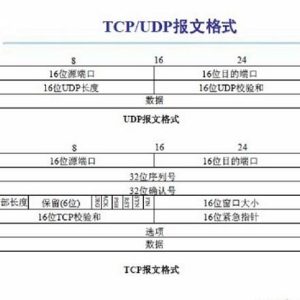 TCP/UDP报文格式
8 16 24
16位源端口 16位目的端口
16位UDP长度 16位UDP校验和
数据
UDP报文格式
8 16 24
16位源端口 16位目的端口
32位序列号
32位确认号
部长度 保留(6位) URG ACK PSH RST SYN FIN 16位窗口大小
16位TCP校验和 16位紧急指针
选项
数据
TCP报文格式